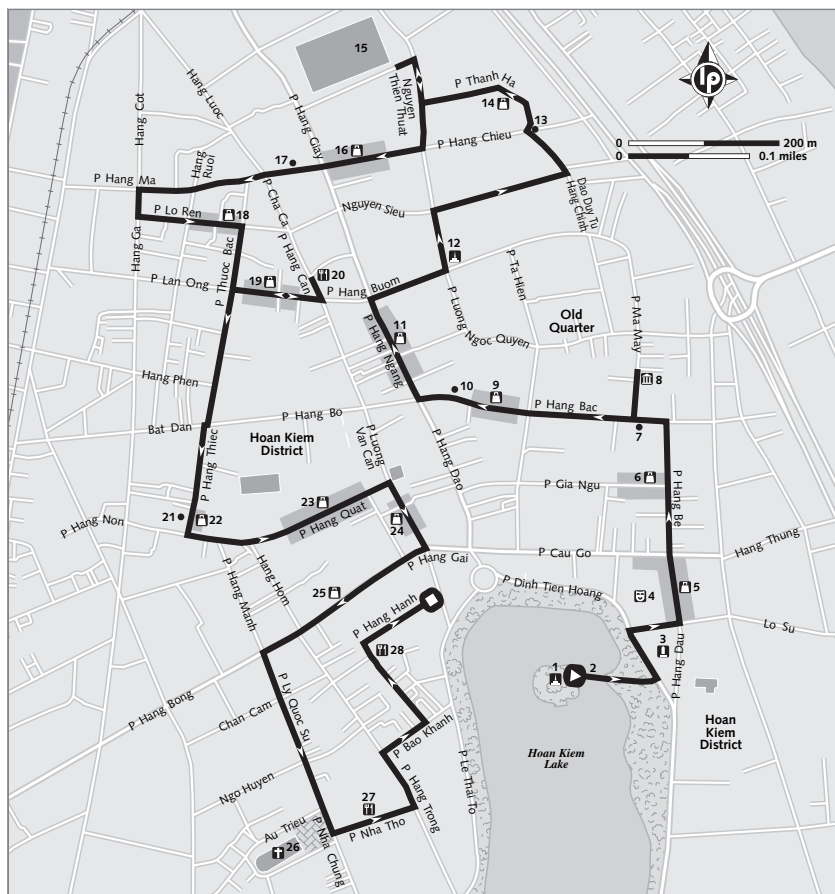 15
Nguyen
Thien Thuat
P Thanh Ha
14
13
lp
0 200 m
0 0.1 miles
Hang Cot
Hang Luoc
P Hang Giay
16
17
P Hang Chieu
Hang
Ruoi
P Hang Ma
P Lo Ren
18
P Cha Ca
Nguyen Sieu
Dao Duy Tu
Hang Chinh
12
P Ta Hien
Hang Ga
P Thuoc Bac
P Hang Can
20
P Lan Ong
19
P Hang Buom
P Luong Ngoc Quyen
Old
Quarter
P Ma May
11
P Hang Ngang
Hang Phen
10
9
8
P Hang Bac
7
P Hang Bo
Bat Dan
Hoan Kiem
District
P Luong
Van Can
P Hang Dao
P Hang Thiec
P Gia Ngu
6
P Hang Be
23
P Hang Quat
24
P Hang Non
21
22
P Hang Gai
P Cau Go
Hang Thung
P Hang Manh
Hang Hom
25
P Dinh Tien Hoang
4
5
P Hang Hanh
Lo Su
28
3
1
2
P Hang Dau
P Hang Bong
P Ly Quoc Su
Chan Cam
P Bao Khanh
Hoan
Kiem
District
Hoan Kiem
Lake
P Le Thai To
Ngo Huyen
P Hang Trong
27
Au Trieu
P Nha Tho
26
P Nha Chung